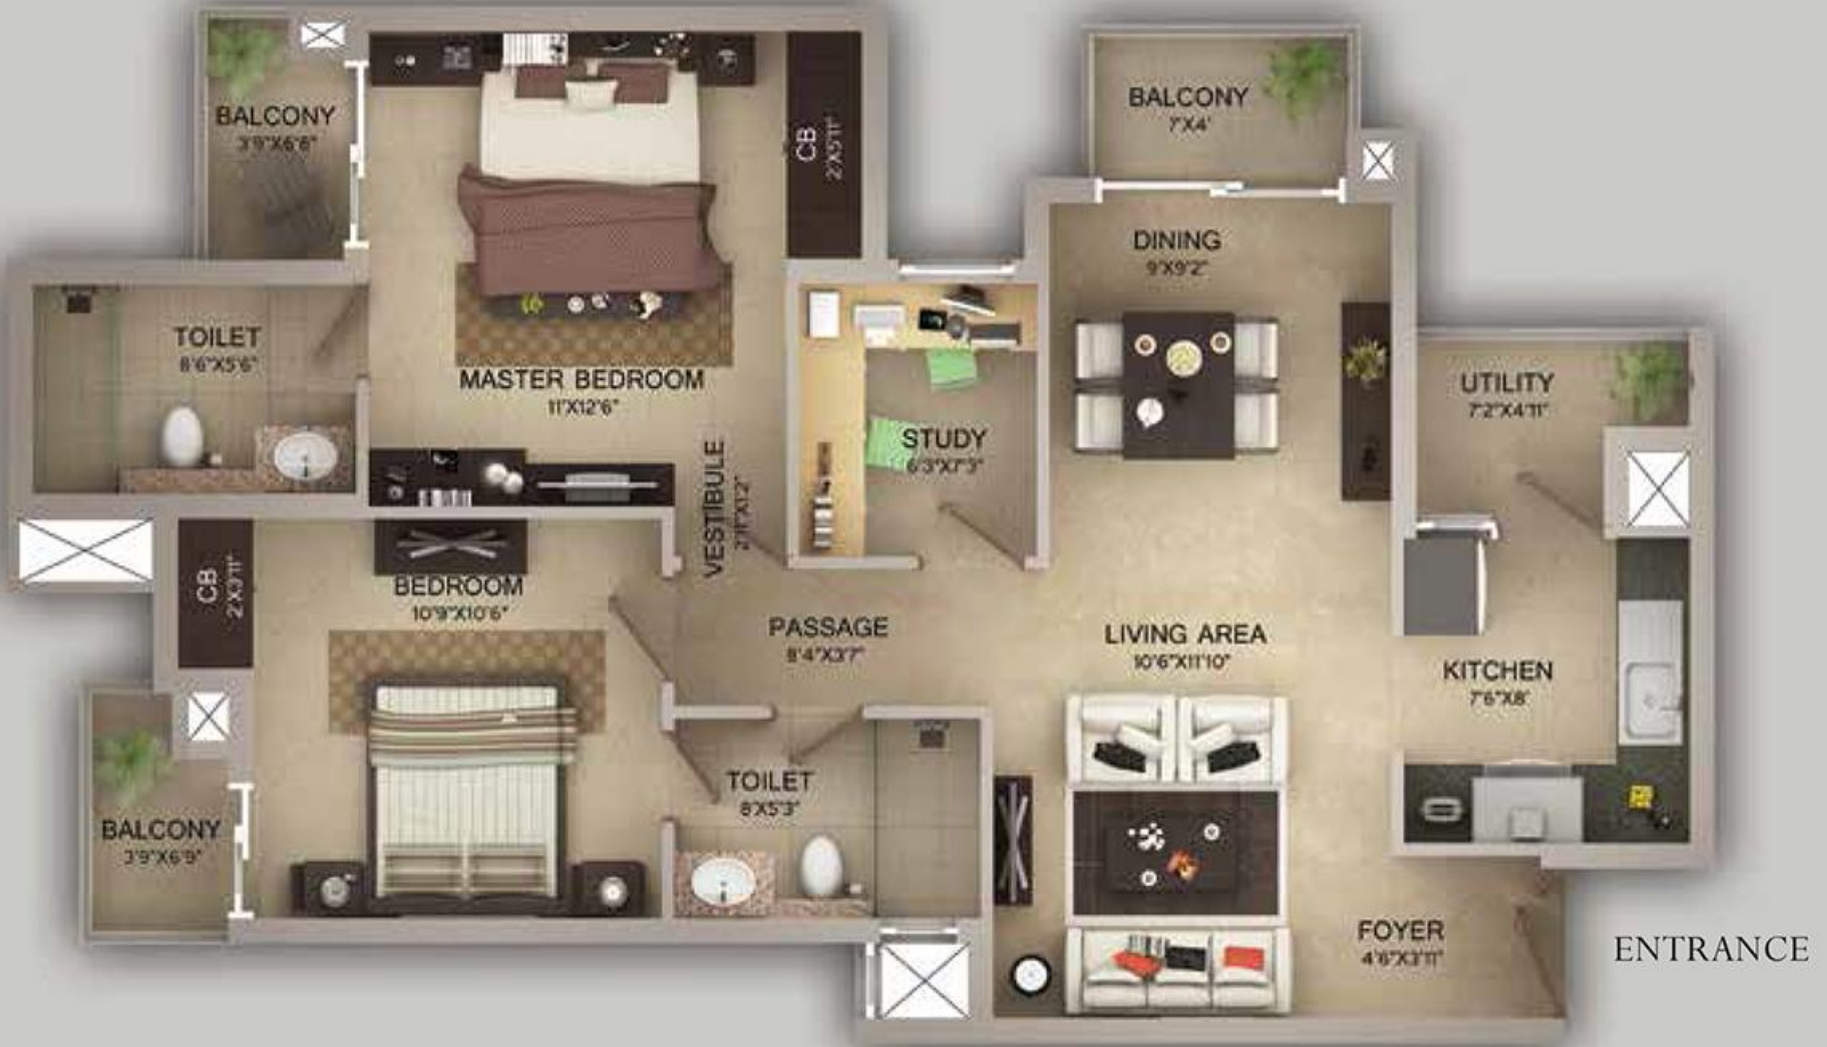 BALCONY
3'9"X6'8"
CB
2'X5'11"
BALCONY
7'X4'
DINING
9'X9'2"
TOILET
8'6"X5'6"
MASTER BEDROOM
11'X12'6"
STUDY
6'3"X7'3"
UTILITY
7'2"X4'11"
VESTIBULE
CB
2'X3'11"
BEDROOM
10'9"X10'6"
PASSAGE
8'4"X3'7"
LIVING AREA
10'6"X11'10"
KITCHEN
7'6"X8'
BALCONY
3'9"X6'9"
TOILET
8'X5'3"
FOYER
4'6"X3'11"
ENTRANCE